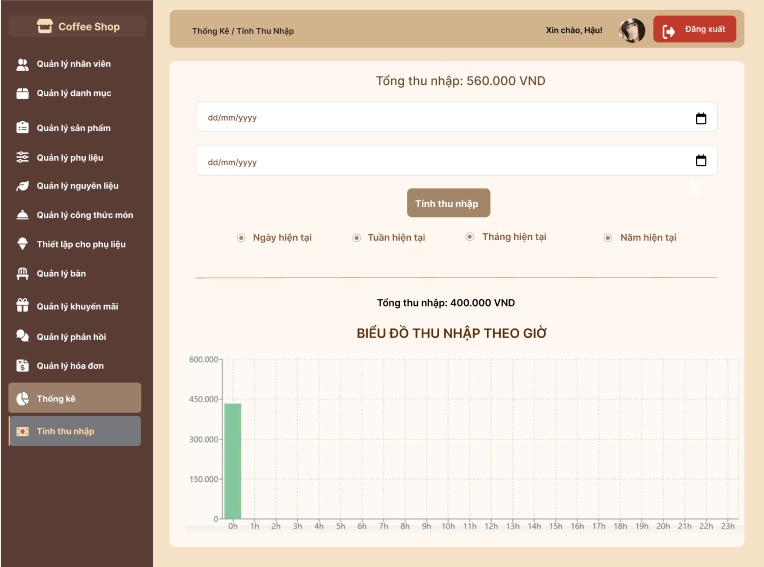 Coffee Shop
Quản lý nhân viên
Quản lý danh mục
Quản lý sản phẩm
Quản lý phụ liệu
Quản lý nguyên liệu
Quản lý công thức món
Thiết lập cho phụ liệu
Quản lý bàn
Quản lý khuyến mãi
Quản lý phản hồi
Quản lý hóa đơn
Thống kê
Tính thu nhập
Thống Kê / Tính Thu Nhập
Xin chào, Hậu!
Đăng xuất
Tổng thu nhập: 560.000 VND
dd/mm/yyyy
dd/mm/yyyy
Tính thu nhập
Ngày hiện tại Tuần hiện tại Tháng hiện tại Năm hiện tại
Tổng thu nhập: 400.000 VND
BIỂU ĐỒ THU NHẬP THEO GIỜ
600.000
450.000
300.000
150.000
0
0h 1h 2h 3h 4h 5h 6h 7h 8h 9h 10h 11h 12h 13h 14h 15h 16h 17h 18h 19h 20h 21h 22h 23h